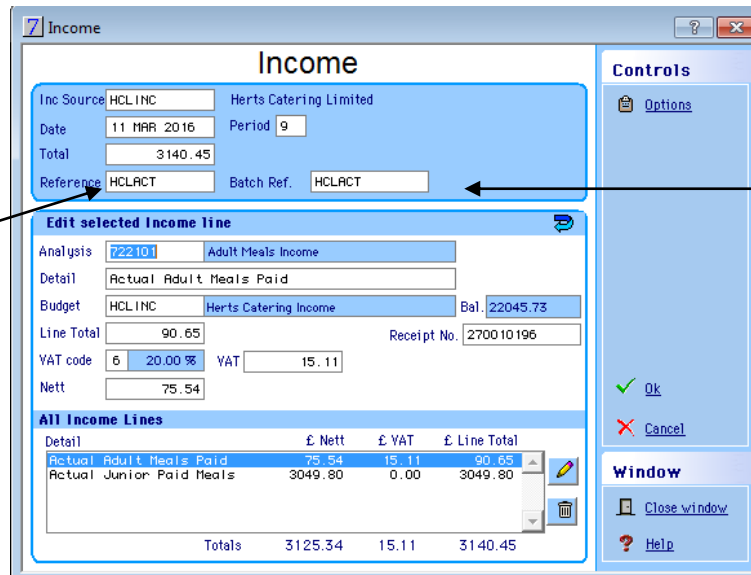 7 Income
Income
Inc Source HCLINC Herts Catering Limited
Date 11 MAR 2016 Period 9
Total 3140.45
Reference HCLACT Batch Ref. HCLACT
Edit selected Income line
Analysis 722101 Adult Meals Income
Detail Actual Adult Meals Paid
Budget HCLINC Herts Catering Income Bal. 22045.73
Line Total 90.65 Receipt No. 270010196
VAT code 6 20.00 % VAT 15.11
Nett 75.54
All Income Lines
Detail £ Nett £ VAT £ Line Total
Actual Adult Meals Paid 75.54 15.11 90.65
Actual Junior Paid Meals 3049.80 0.00 3049.80
Totals 3125.34 15.11 3140.45
Controls
Options
Ok
Cancel
Window
Close window
? Help